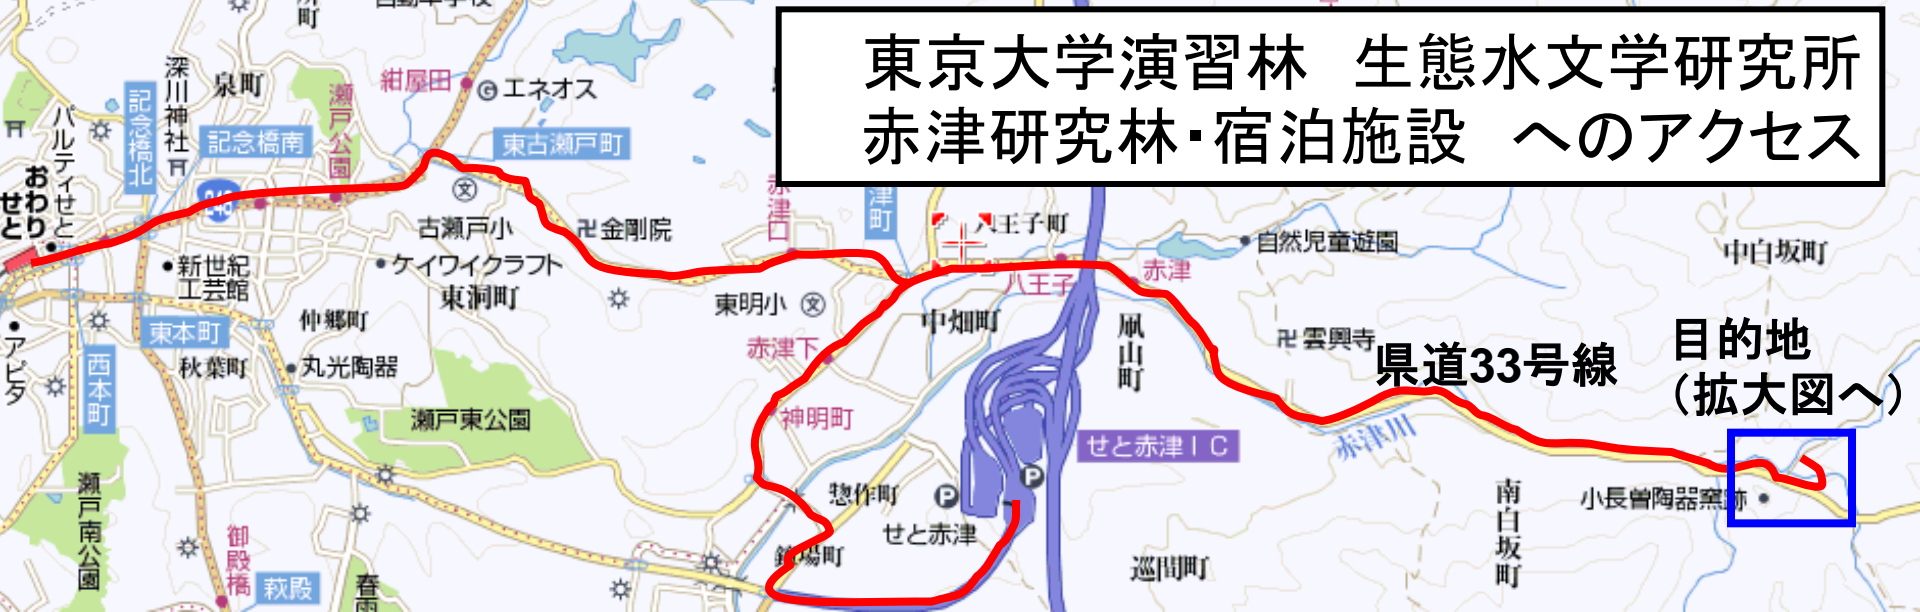 東京大学演習林　生態水文学研究所
赤津研究林・宿泊施設　へのアクセス
町
深川神社
泉町
紺屋田
G エネオス
瀬戸公園
記念橋北
記念橋南
東古瀬戸町
パルティせと
おわり
せと
248
文
古瀬戸小
卍金剛院
赤津口
津町
八王子町
自然児童遊園
中白坂町
新世紀
工芸館
ケイワイクラフト
東洞町
東明小 文
八王子
赤津
中畑町
仲郷町
東本町
アピタ
西本町
秋葉町
丸光陶器
赤津下
凧山町
卍雲興寺
県道33号線
目的地
（拡大図へ）
瀬戸東公園
神明町
せと赤津IC
赤津川
瀬戸南公園
惣作町
P
P
せと赤津
南白坂町
小長曽陶器窯跡
御殿橋
萩殿
巡間町